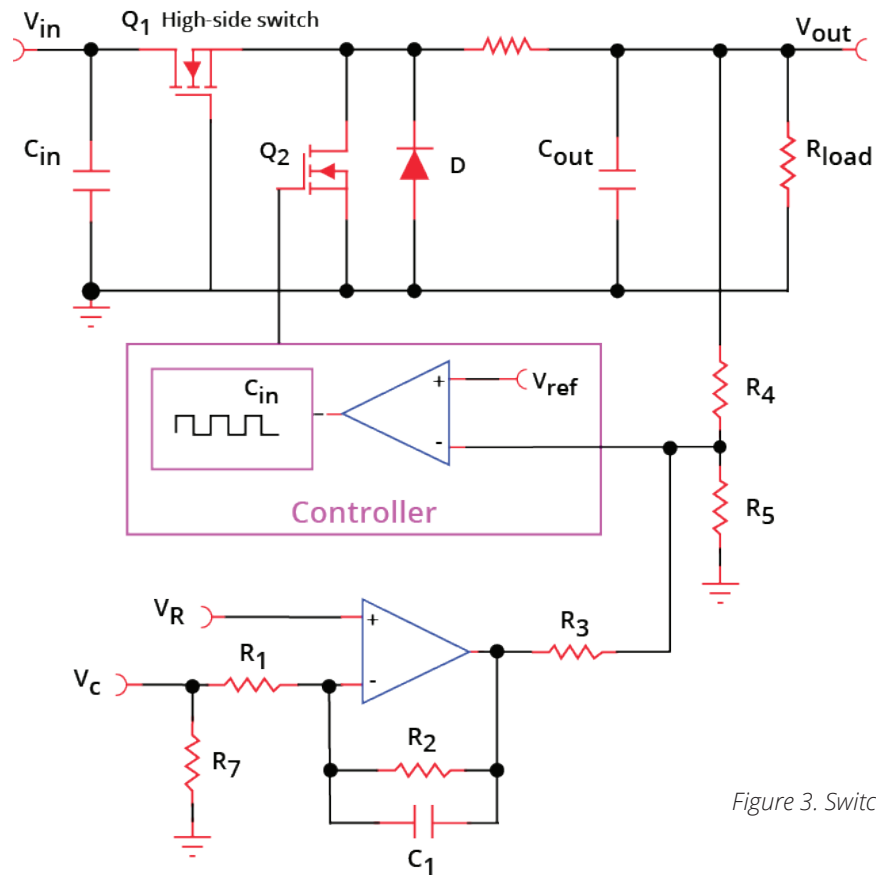 Vin
Q1 High-side switch
Vout
Cin
Q2
D
Cout
Rload
Cin
+
Vref
-
R4
Controller
R5
VR
+
R3
R1
Vc
-
R2
R7
Figure 3. Switc
C1